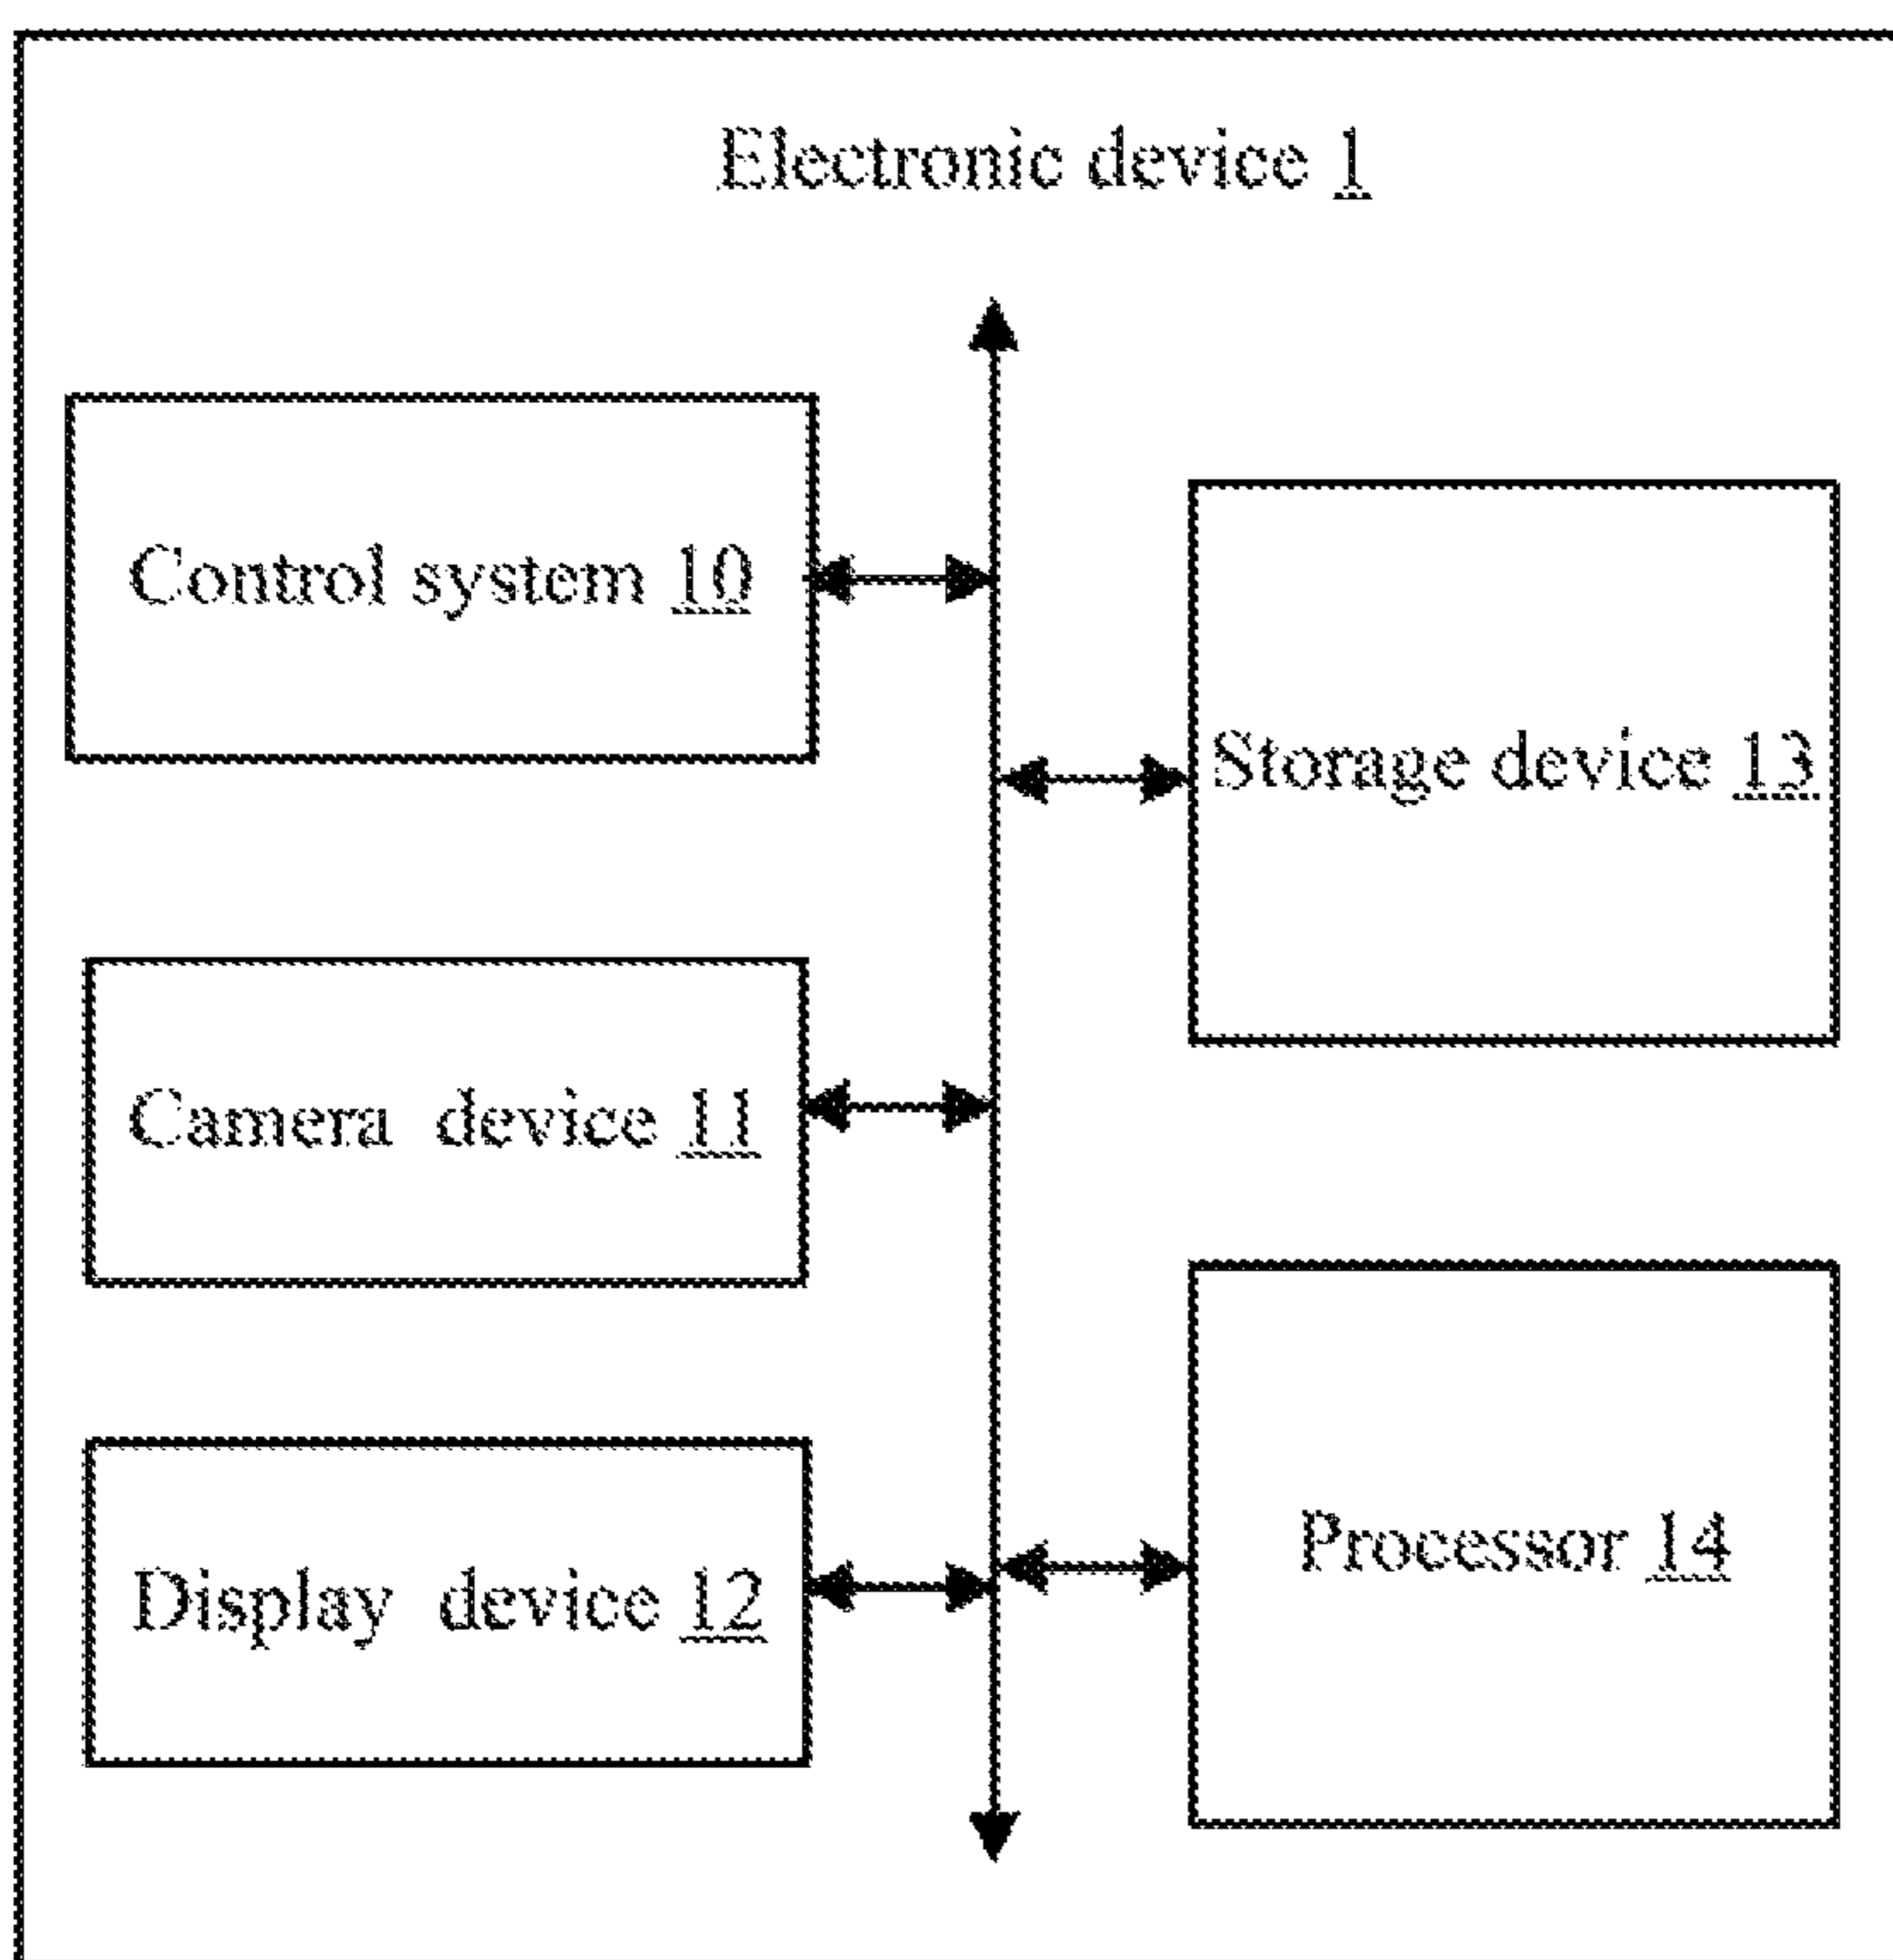 Electronic device 1
Control system 10
Storage device 13
Camera device 11
Processor 14
Display device 12